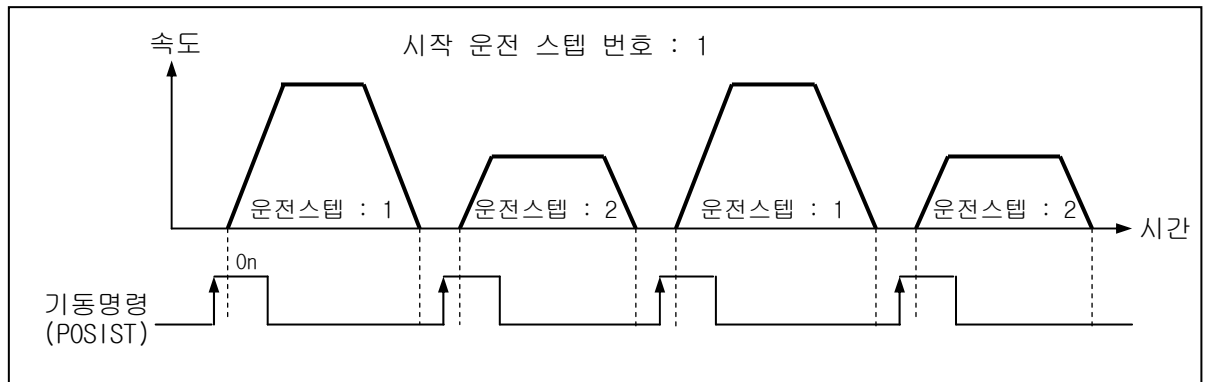 속도
시작 운전 스텝 번호 : 1
운전스텝 : 1
운전스텝 : 2
운전스텝 : 1
운전스텝 : 2
시간
On
기동명령
(POSIST)